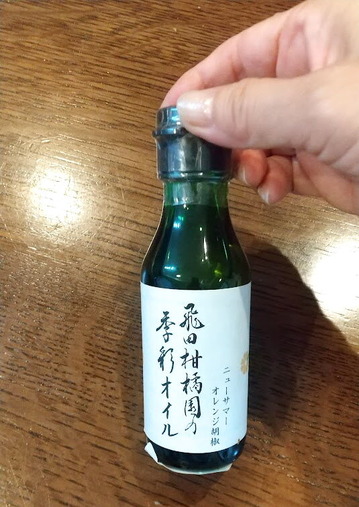 飛田柑橘園の
季彩オイル
ニューサマー
オレンジ胡椒